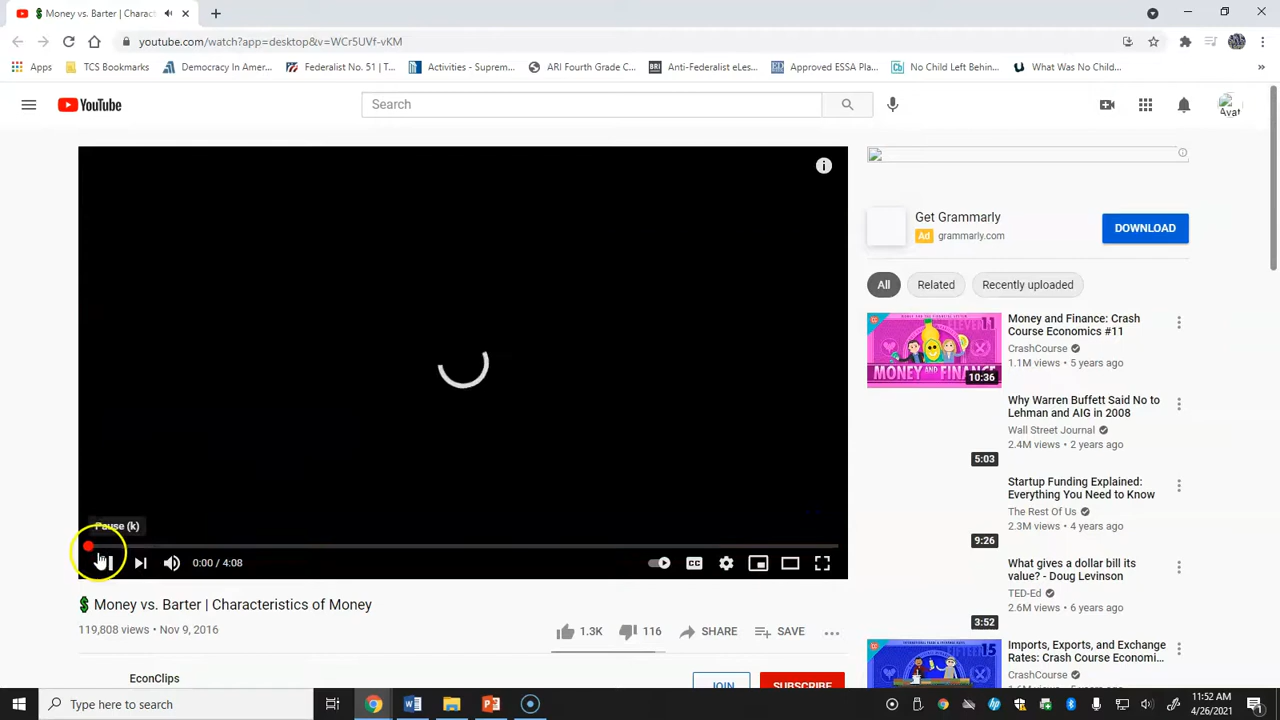 $ Money vs. Barter | Charact
youtube.com/watch?app=desktop&v=WCr5UVf-vKM
Apps TCS Bookmarks Democracy In Amer... Federalist No. 51 | T... Activities - Suprem... ARI Fourth Grade C... Anti-Federalist eLes... Approved ESSA Pla... No Child Left Behin... What Was No Child... »
YouTube
Search
Avat
i
Get Grammarly
Ad grammarly.com
DOWNLOAD
All Related Recently uploaded
MONEY AND FINANCE
10:36
Money and Finance: Crash
Course Economics #11
CrashCourse
1.1M views • 5 years ago
Why Warren Buffett Said No to
Lehman and AIG in 2008
Wall Street Journal
2.4M views • 2 years ago
5:03
Startup Funding Explained:
Everything You Need to Know
The Rest Of Us
2.3M views • 4 years ago
9:26
What gives a dollar bill its
value? - Doug Levinson
TED-Ed
2.6M views • 6 years ago
3:52
Imports, Exports, and Exchange
Rates: Crash Course Economi...
CrashCourse
Pause (k)
0:00 / 4:08
CC
$ Money vs. Barter | Characteristics of Money
119,808 views • Nov 9, 2016
1.3K 116 SHARE SAVE
EconClips
JOIN SUBSCRIBE
Type here to search
11:52 AM
4/26/2021